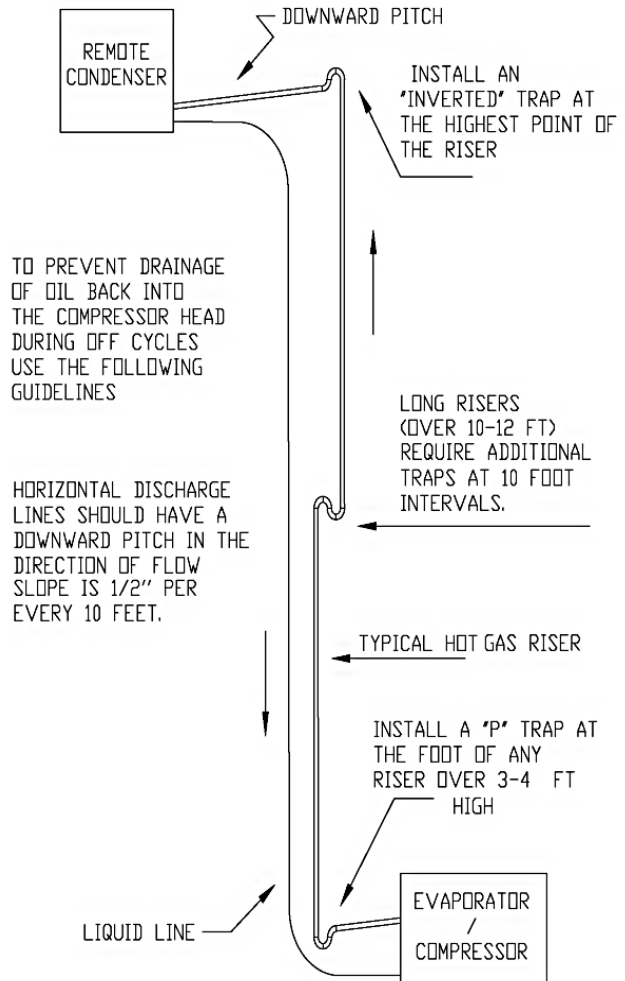 DOWNWARD PITCH
REMOTE
CONDENSER
INSTALL AN
"INVERTED" TRAP AT
THE HIGHEST POINT OF
THE RISER
TO PREVENT DRAINAGE
OF OIL BACK INTO
THE COMPRESSOR HEAD
DURING OFF CYCLES
USE THE FOLLOWING
GUIDELINES
LONG RISERS
(OVER 10-12 FT)
REQUIRE ADDITIONAL
TRAPS AT 10 FOOT
INTERVALS.
HORIZONTAL DISCHARGE
LINES SHOULD HAVE A
DOWNWARD PITCH IN THE
DIRECTION OF FLOW
SLOPE IS 1/2" PER
EVERY 10 FEET.
TYPICAL HOT GAS RISER
INSTALL A "P" TRAP AT
THE FOOT OF ANY
RISER OVER 3-4 FT
HIGH
LIQUID LINE
EVAPORATOR
/
COMPRESSOR